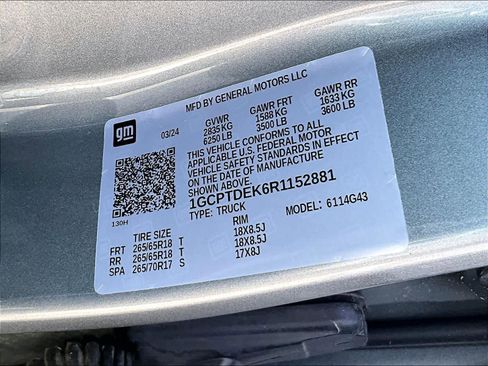 MFD BY GENERAL MOTORS LLC
gm
03/24
GVWR GAWR FRT GAWR RR
2835 KG 1588 KG 1633 KG
6250 LB 3500 LB 3600 LB
THIS VEHICLE CONFORMS TO ALL
APPLICABLE U.S. FEDERAL MOTOR
VEHICLE SAFETY STANDARDS IN EFFECT
ON THE DATE OF MANUFACTURE
SHOWN ABOVE.
1GCPTDEK6R1152881
TYPE: TRUCK MODEL: 6114G43
130H
TIRE SIZE RIM
FRT 265/65R18 T 18X8.5J
RR 265/65R18 T 18X8.5J
SPA 265/70R17 S 17X8J